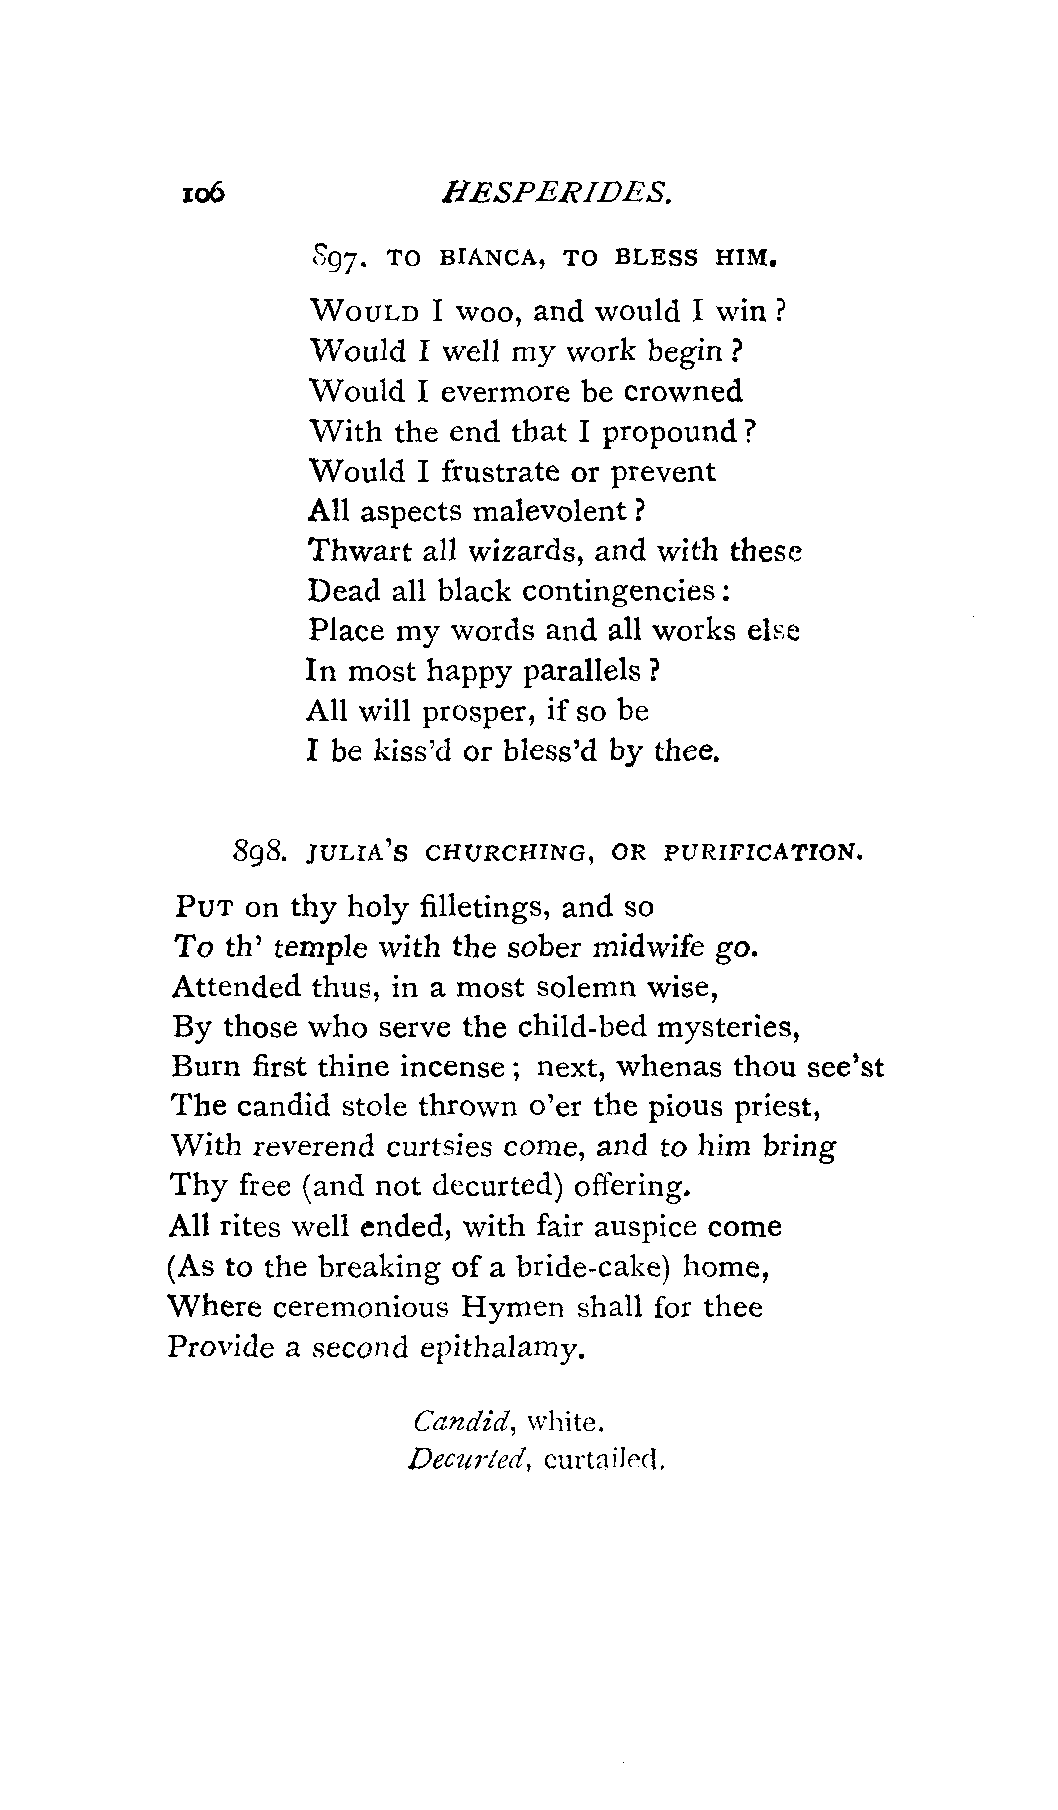 106 HESPERIDES.
897. TO BIANCA, TO BLESS HIM.
WOULD I woo, and would I win?
Would I well my work begin?
Would I evermore be crowned
With the end that I propound?
Would I frustrate or prevent
All aspects malevolent?
Thwart all wizards, and with these
Dead all black contingencies:
Place my words and all works else
In most happy parallels?
All will prosper, if so be
I be kiss'd or bless'd by thee.
898. JULIA'S CHURCHING, OR PURIFICATION.
PUT on thy holy filletings, and so
To th' temple with the sober midwife go.
Attended thus, in a most solemn wise,
By those who serve the child-bed mysteries,
Burn first thine incense; next, whenas thou see'st
The candid stole thrown o'er the pious priest,
With reverend curtsies come, and to him bring
Thy free (and not decurted) offering.
All rites well ended, with fair auspice come
(As to the breaking of a bride-cake) home,
Where ceremonious Hymen shall for thee
Provide a second epithalamy.
Candid, white.
Decurted, curtailed.